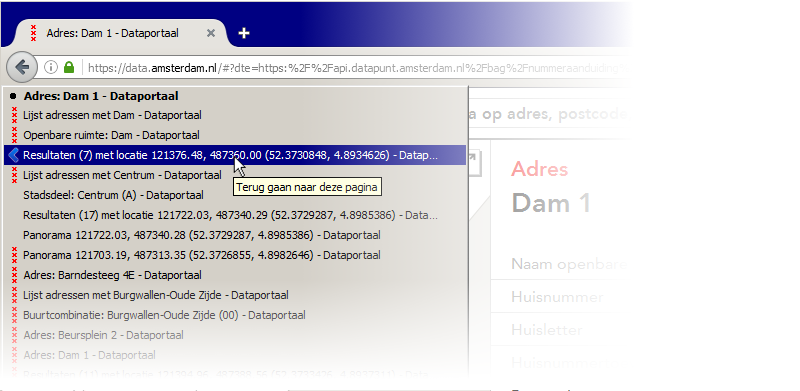 Adres: Dam 1 - Dataportaal
https://data.amsterdam.nl/#?dte=https:%2F%2Fapi.datapunt.amsterdam.nl%2Fbag%2Fnummeraanduiding
Adres: Dam 1 - Dataportaal
Lijst adressen met Dam - Dataportaal
Openbare ruimte: Dam - Dataportaal
Resultaten (7) met locatie 121376.48, 487360.00 (52.3730848, 4.8934626) - Datap...
Lijst adressen met Centrum - Dataportaal
Terug gaan naar deze pagina
Stadsdeel: Centrum (A) - Dataportaal
Resultaten (17) met locatie 121722.03, 487340.29 (52.3729287, 4.8985386) - Data...
Panorama 121722.03, 487340.28 (52.3729287, 4.8985386) - Dataportaal
Panorama 121703.19, 487313.35 (52.3726855, 4.8982646) - Dataportaal
Adres: Barndesteeg 4E - Dataportaal
Lijst adressen met Burgwallen-Oude Zijde - Dataportaal
Buurtcombinatie: Burgwallen-Oude Zijde (00) - Dataportaal
Adres: Beursplein 2 - Dataportaal
Adres: Dam 1 - Dataportaal
a op adres, postcode
Adres
Dam 1
Naam openbare
Huisnummer
Huisletter
Huisnummer